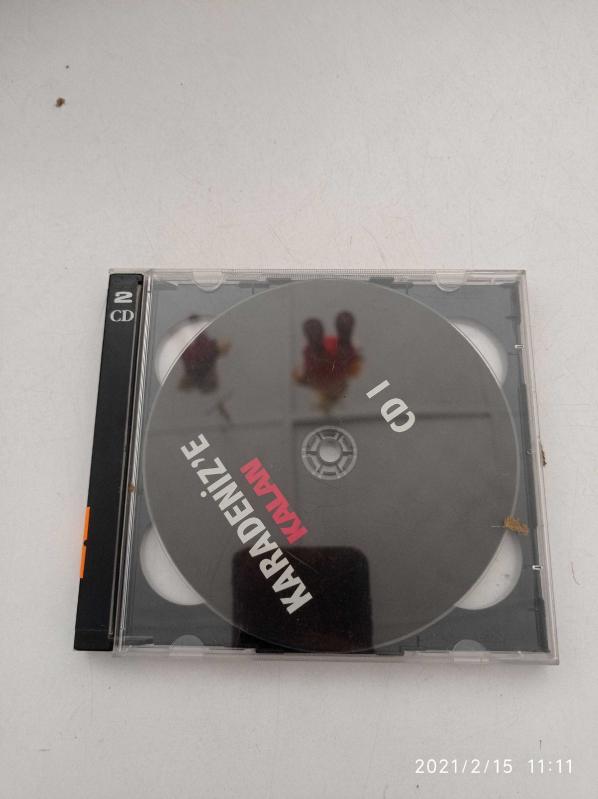 2
CD
CD I
KARADENİZ'E
KALAN
2021/2/15 11:11